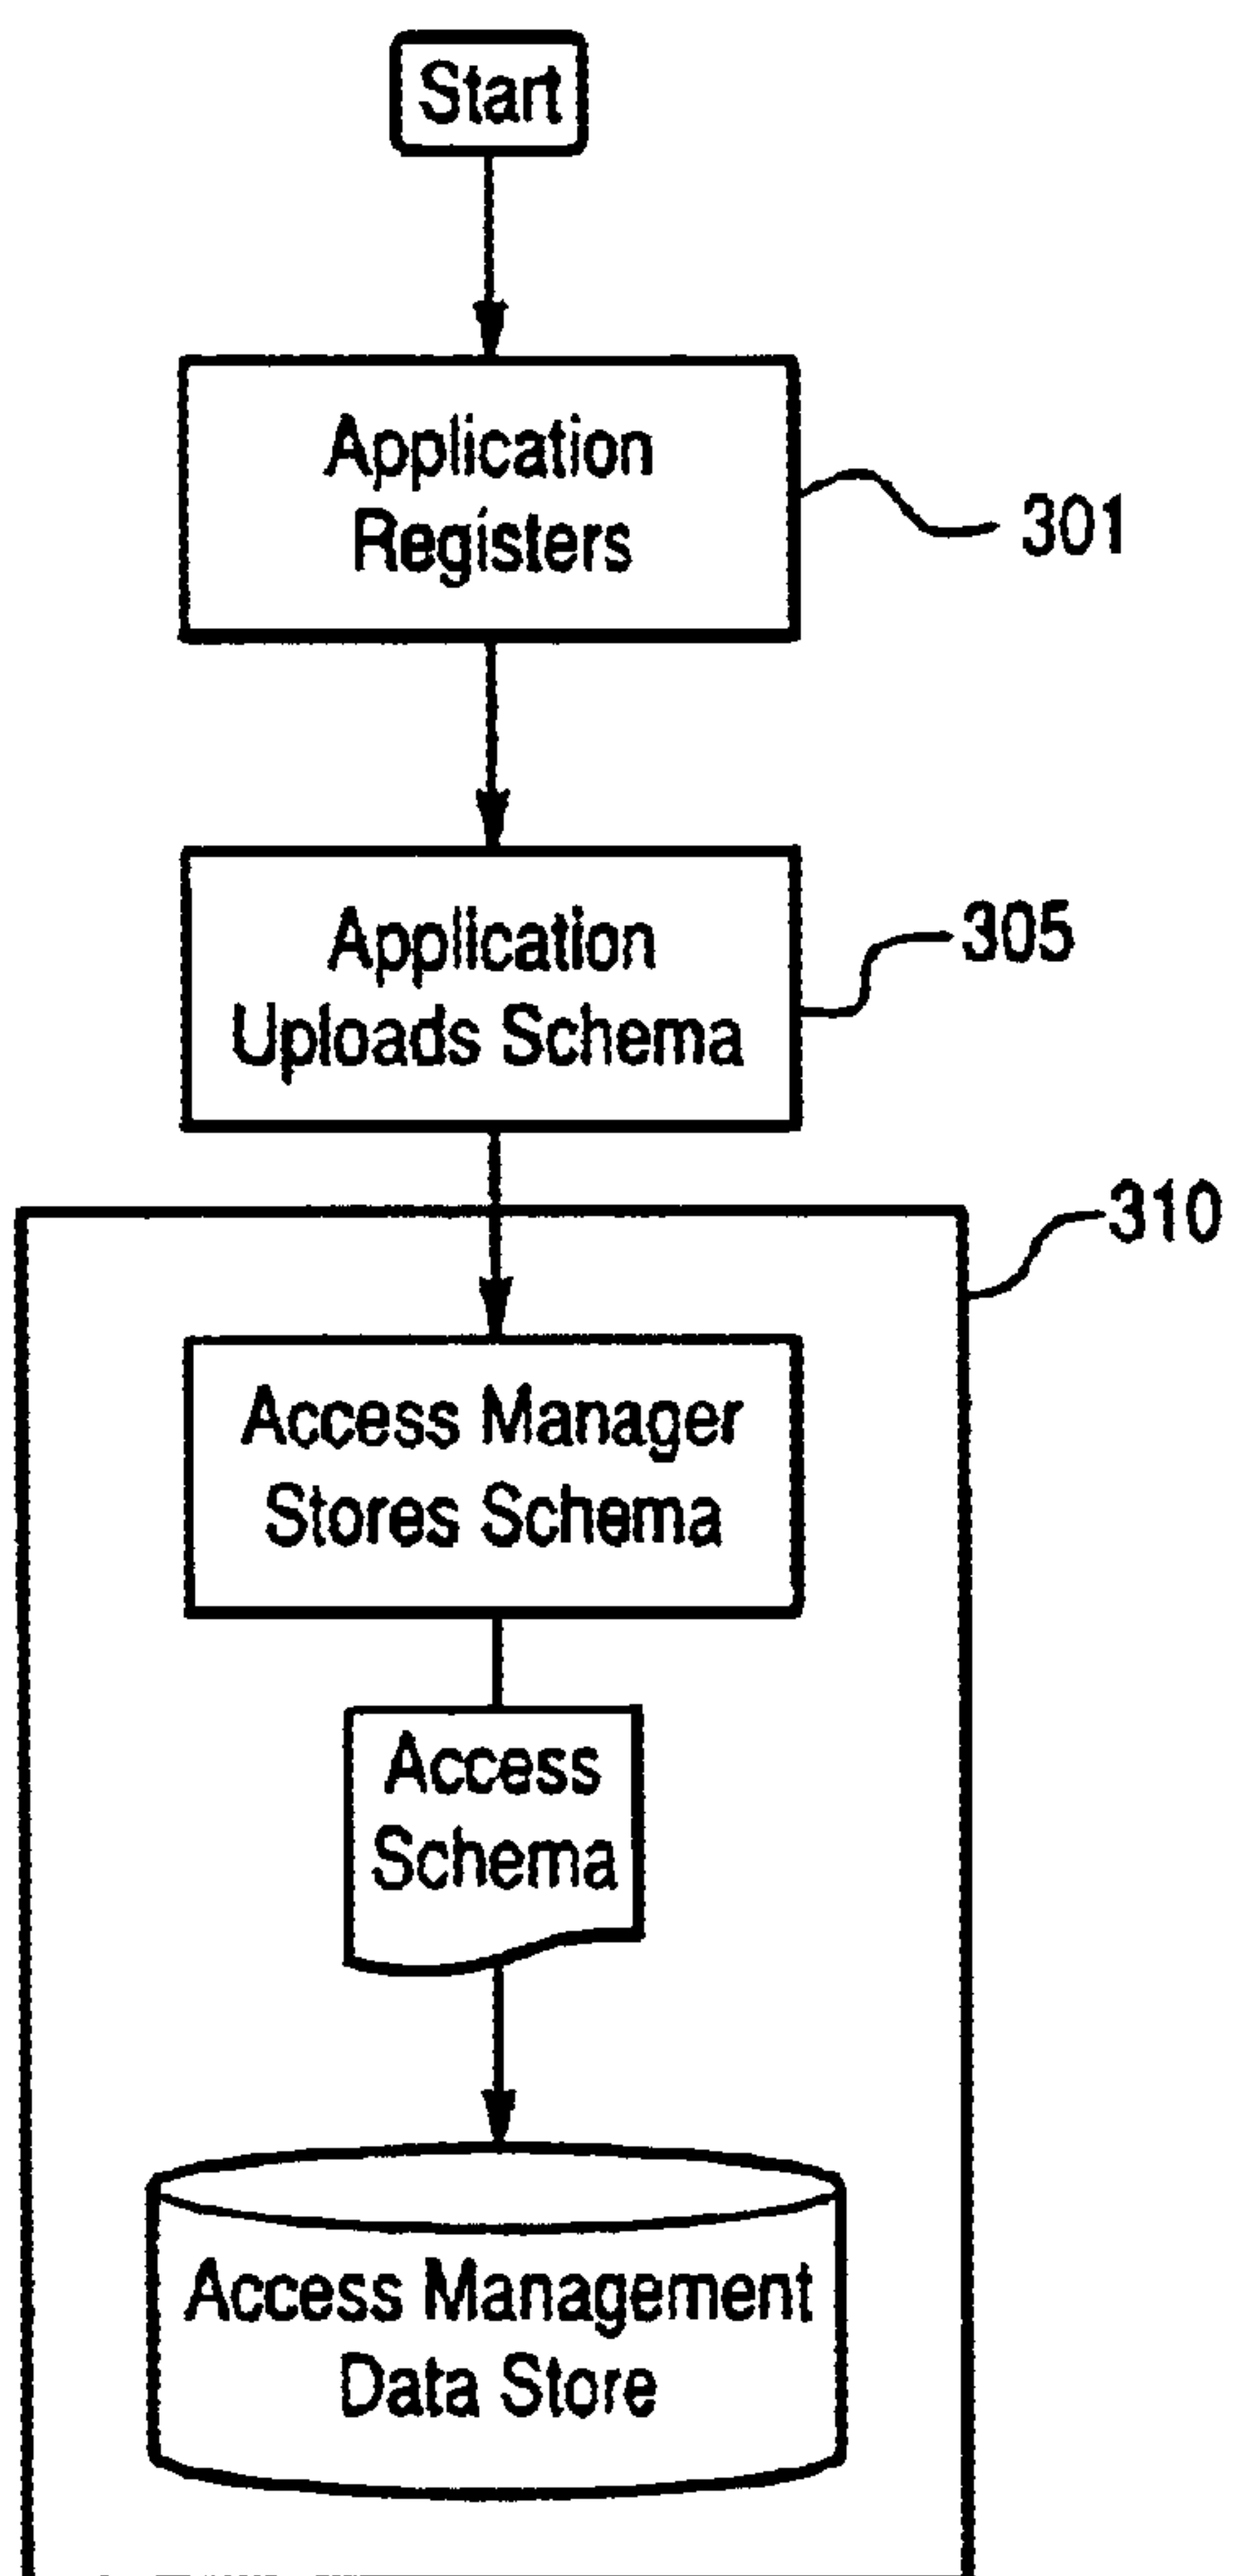 Start
Application
Registers
301
Application
Uploads Schema
305
310
Access Manager
Stores Schema
Access
Schema
Access Management
Data Store